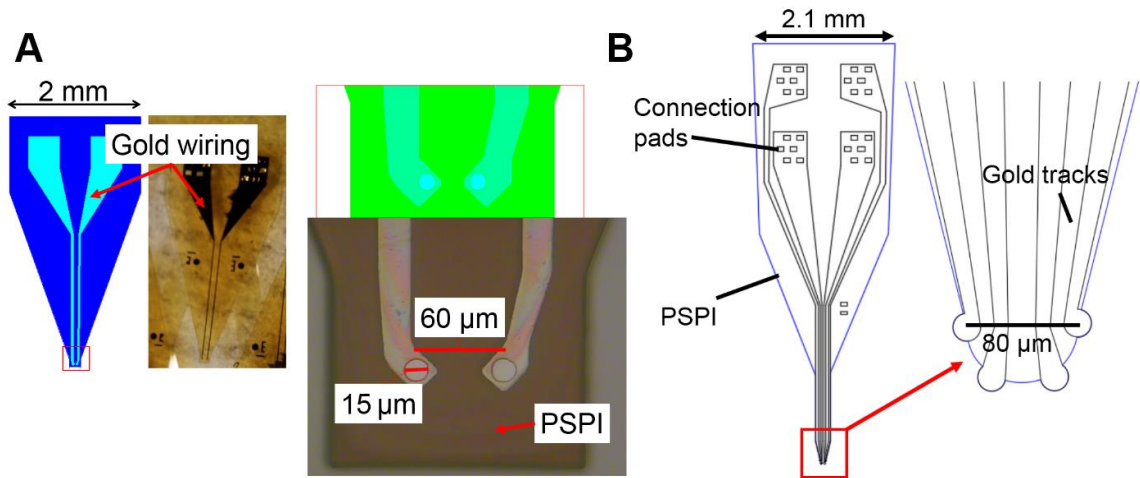 A
2 mm
Gold wiring
60 µm
15 µm
PSPI
B
2.1 mm
Connection
pads
Gold tracks
PSPI
80 µm